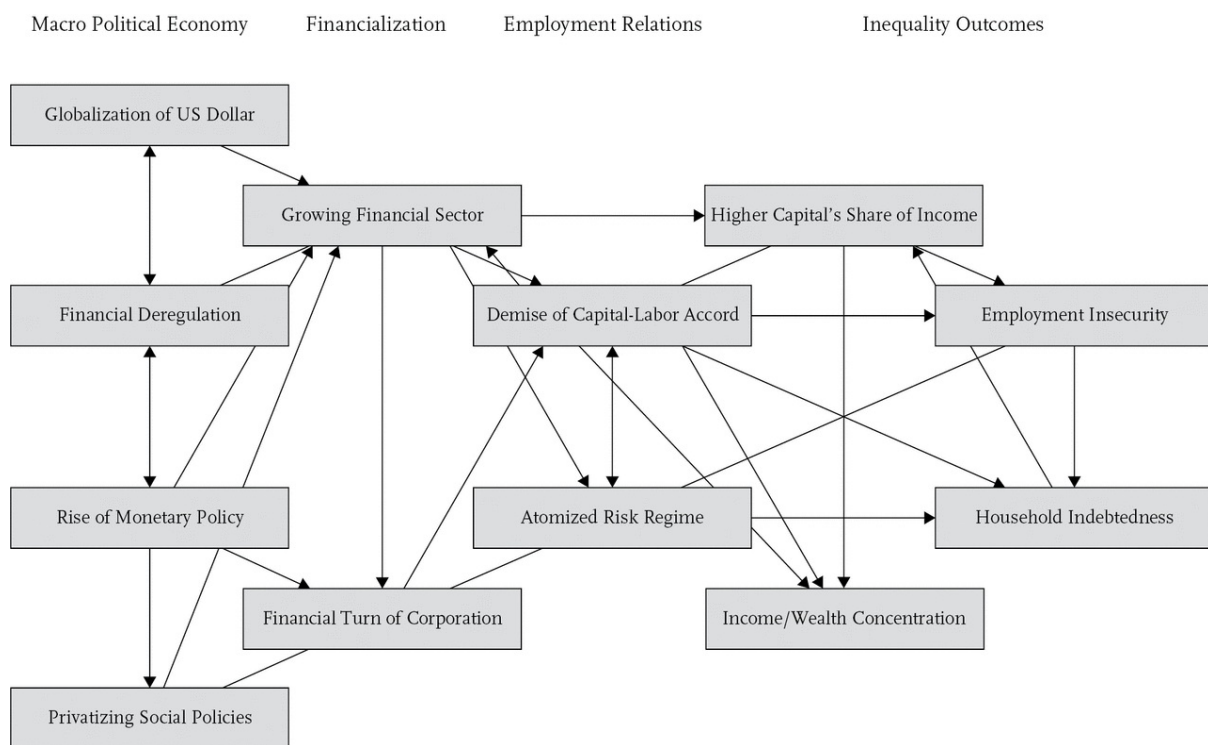 Macro Political Economy
Financialization
Employment Relations
Inequality Outcomes
Globalization of US Dollar
Growing Financial Sector
Higher Capital’s Share of Income
Financial Deregulation
Demise of Capital-Labor Accord
Employment Insecurity
Rise of Monetary Policy
Atomized Risk Regime
Household Indebtedness
Financial Turn of Corporation
Income/Wealth Concentration
Privatizing Social Policies